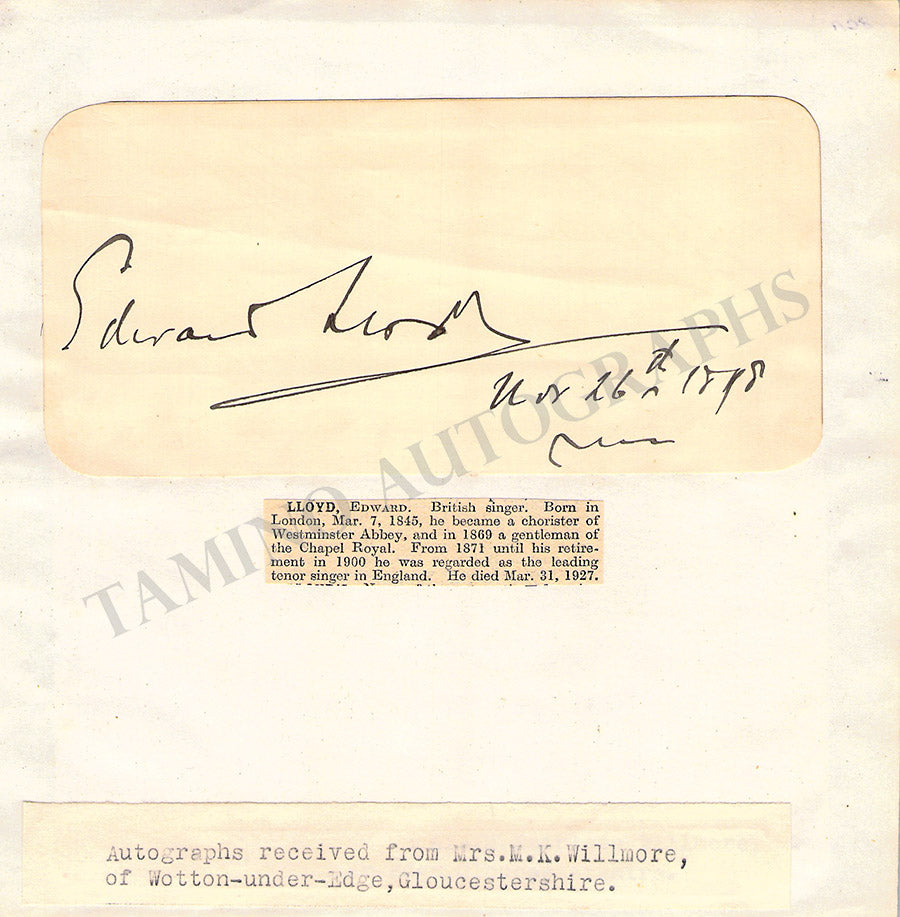 Edward Lloyd
Nov 26th 1898
LLOYD, EDWARD. British singer. Born in
London, Mar. 7, 1845, he became a chorister of
Westminster Abbey, and in 1869 a gentleman of
the Chapel Royal. From 1871 until his retire-
ment in 1900 he was regarded as the leading
tenor singer in England. He died Mar. 31, 1927.
TAMINO AUTOGRAPHS
Autographs received from Mrs.M.K.Willmore,
of Wotton-under-Edge,Gloucestershire.